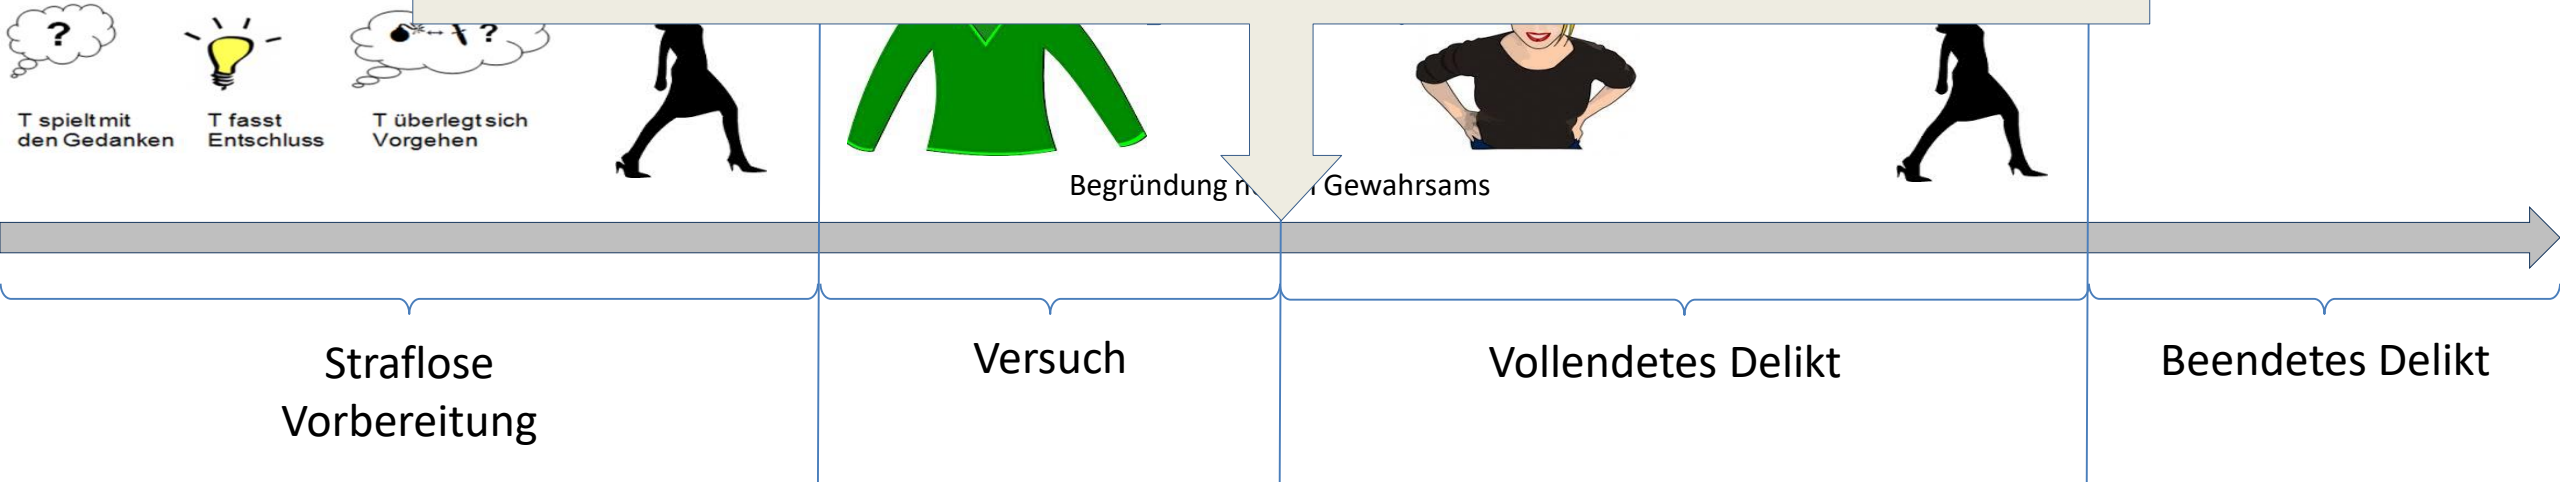 ?
?
T spielt mit
den Gedanken
T fasst
Entschluss
T überlegt sich
Vorgehen
Begründung Gewahrsams
Straflose
Vorbereitung
Versuch
Vollendetes Delikt
Beendetes Delikt